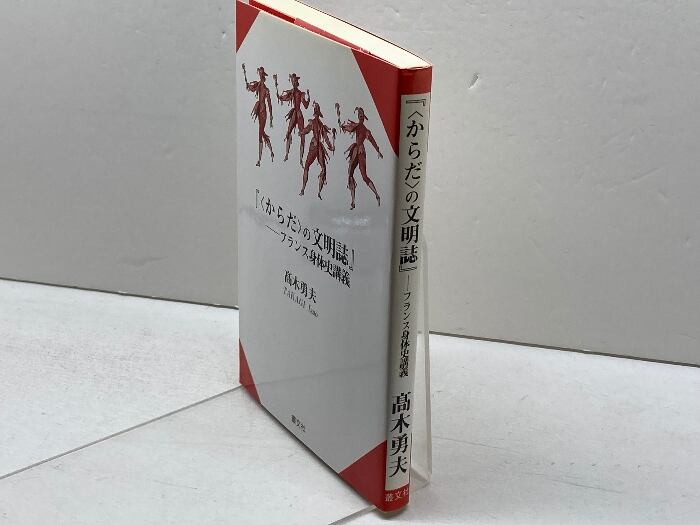 『〈からだ〉の文明誌』
──フランス身体史講義
高木勇夫
TAKAGI Isao
叢文社
『〈からだ〉の文明誌』
──フランス身体史講義
高木勇夫
叢文社